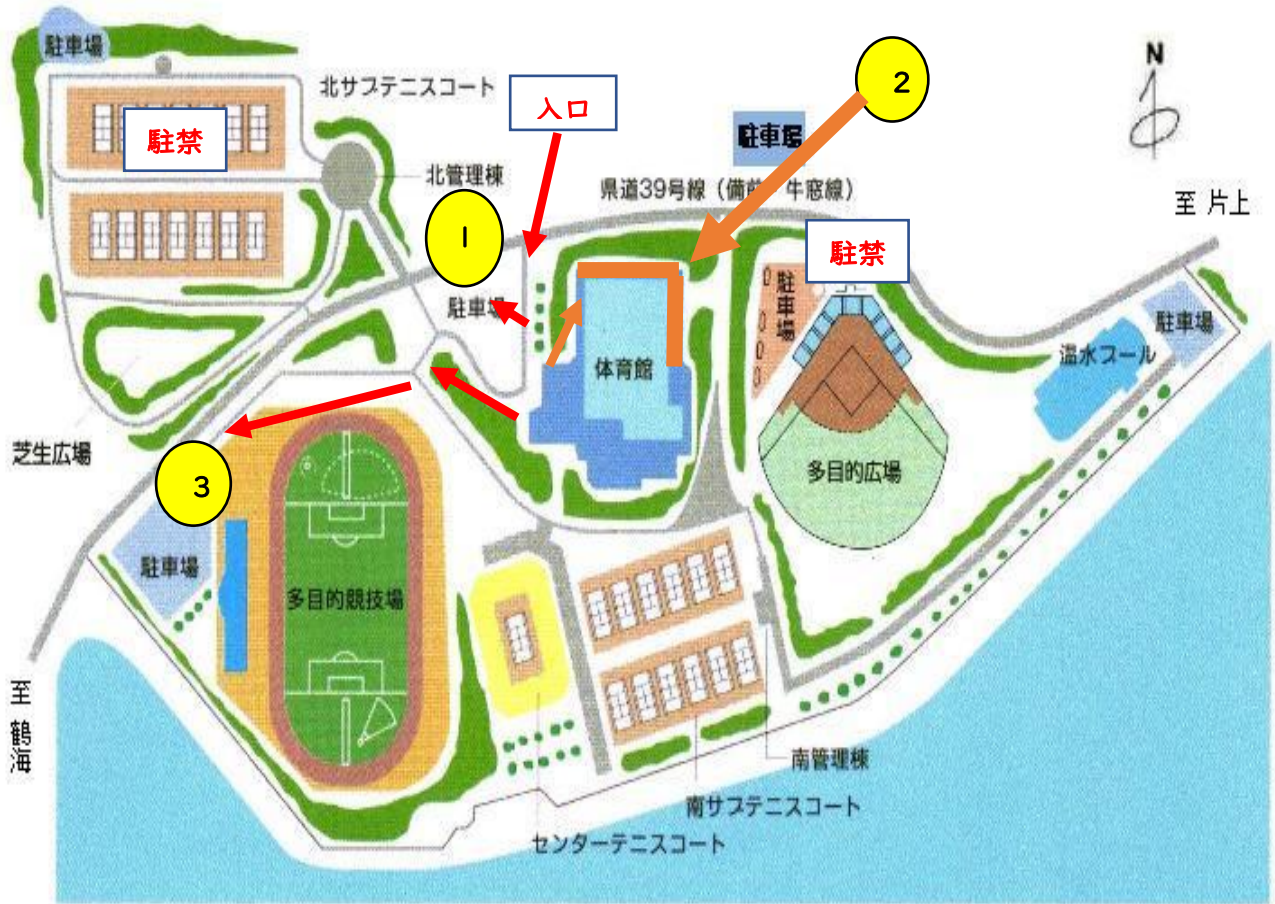 駐車場
北サブテニスコート
入口
2
N
駐禁
駐車場
北管理棟
県道39号線（備前 牛窓線）
至 片上
1
駐禁
駐車場
駐車場
駐車場
温水プール
体育館
芝生広場
多目的広場
3
駐車場
多目的競技場
至 鶴海
南管理棟
南サブテニスコート
センターテニスコート